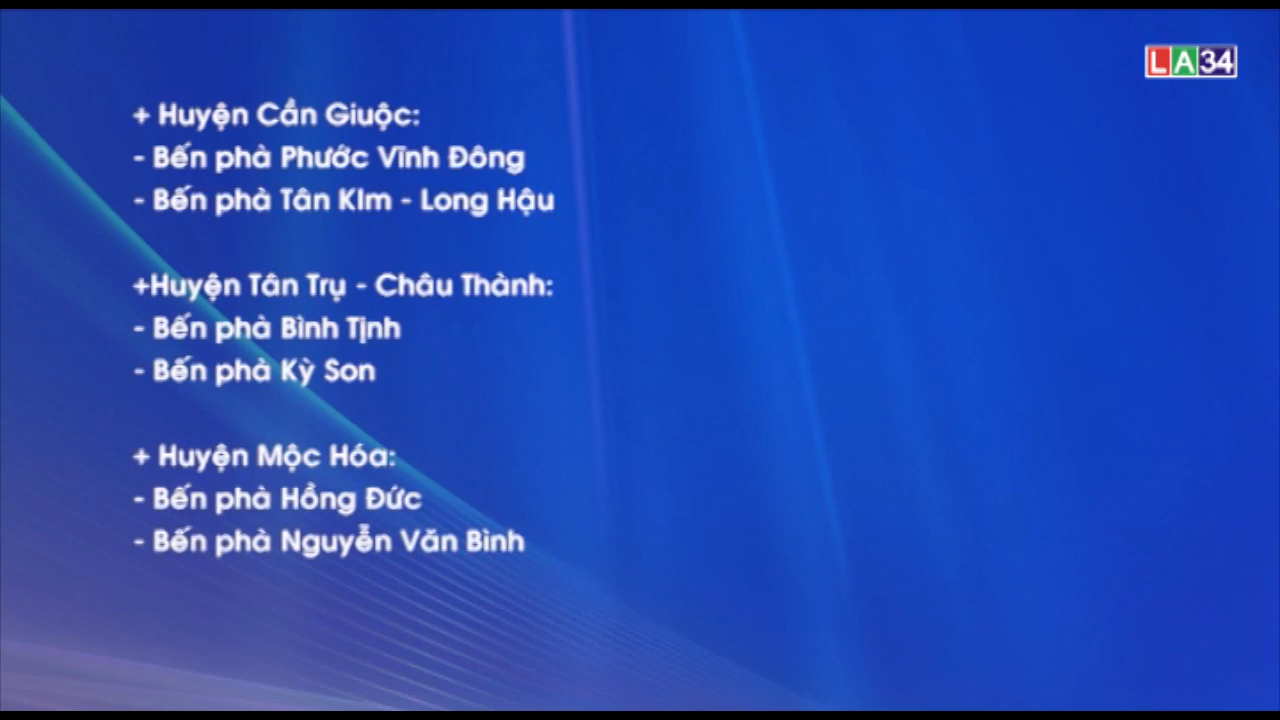 LA34
+ Huyện Cần Giuộc:
- Bến phà Phước Vĩnh Đông
- Bến phà Tân KIm - Long Hậu
+Huyện Tân Trụ - Châu Thành:
- Bến phà Bình Tịnh
- Bến phà Kỳ Son
+ Huyện Mộc Hóa:
- Bến phà Hồng Đức
- Bến phà Nguyễn Văn Bình